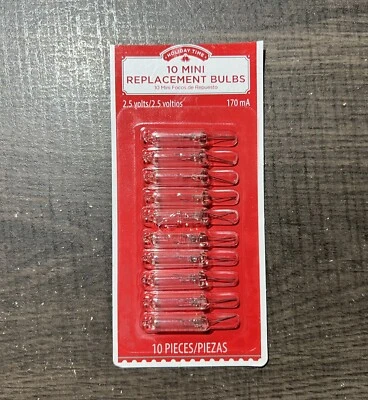 HOLIDAY TIME
10 MINI
REPLACEMENT BULBS
10 Mini Focos de Repuesto
2.5 volts/2.5 voltios 170 mA
10 PIECES/PIEZAS